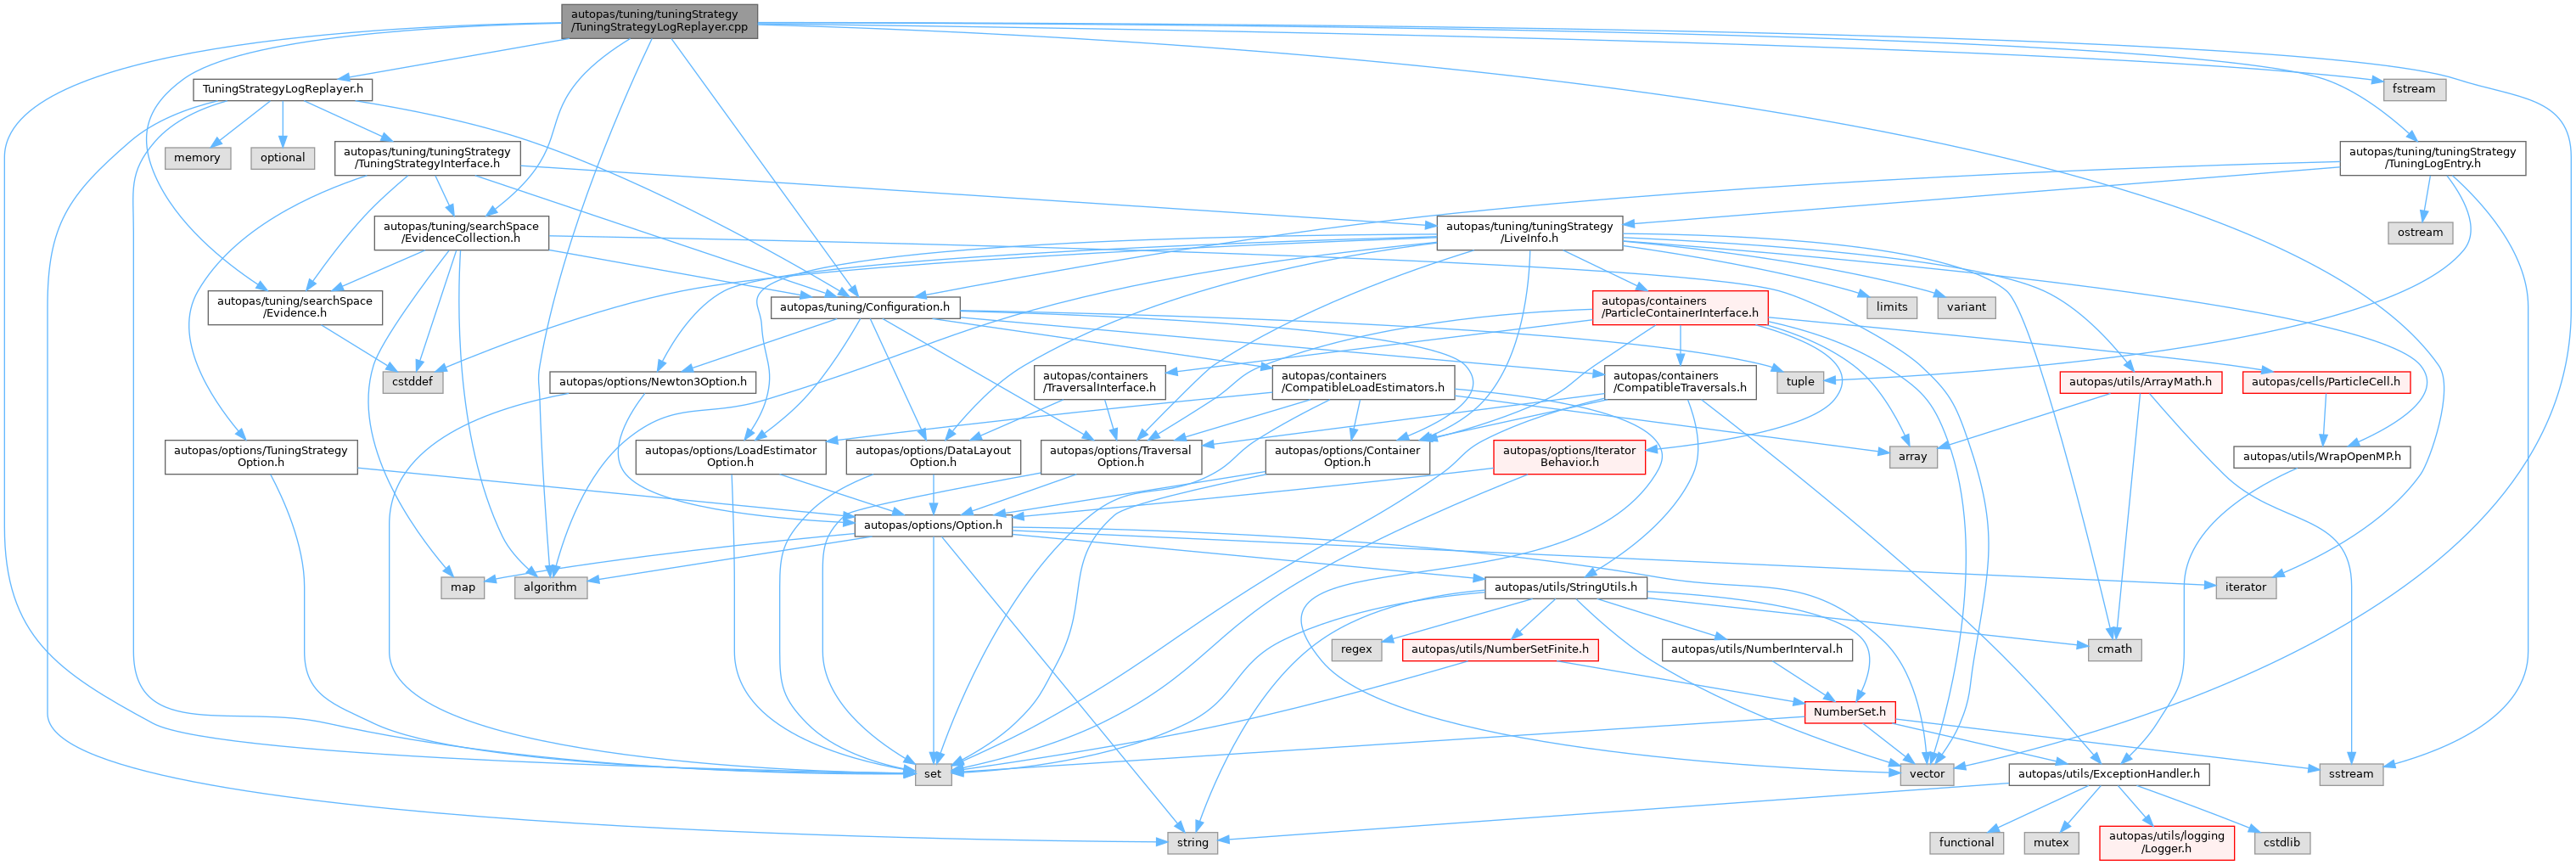 autopas/tuning/tuningStrategy
/TuningStrategyLogReplayer.cpp
TuningStrategyLogReplayer.h
fstream
memory
optional
autopas/tuning/tuningStrategy
/TuningStrategyInterface.h
autopas/tuning/tuningStrategy
/TuningLogEntry.h
autopas/tuning/searchSpace
/EvidenceCollection.h
autopas/tuning/tuningStrategy
/LiveInfo.h
ostream
autopas/tuning/searchSpace
/Evidence.h
autopas/tuning/Configuration.h
autopas/containers
/ParticleContainerInterface.h
limits
variant
cstddef
autopas/options/Newton3Option.h
autopas/containers
/TraversalInterface.h
autopas/containers
/CompatibleLoadEstimators.h
autopas/containers
/CompatibleTraversals.h
tuple
autopas/utils/ArrayMath.h
autopas/cells/ParticleCell.h
autopas/options/TuningStrategy
Option.h
autopas/options/LoadEstimator
Option.h
autopas/options/DataLayout
Option.h
autopas/options/Traversal
Option.h
autopas/options/Container
Option.h
autopas/options/Iterator
Behavior.h
array
autopas/utils/WrapOpenMP.h
autopas/options/Option.h
map
algorithm
autopas/utils/StringUtils.h
iterator
regex
autopas/utils/NumberSetFinite.h
autopas/utils/NumberInterval.h
cmath
NumberSet.h
set
vector
autopas/utils/ExceptionHandler.h
sstream
string
functional
mutex
autopas/utils/logging
/Logger.h
cstdlib